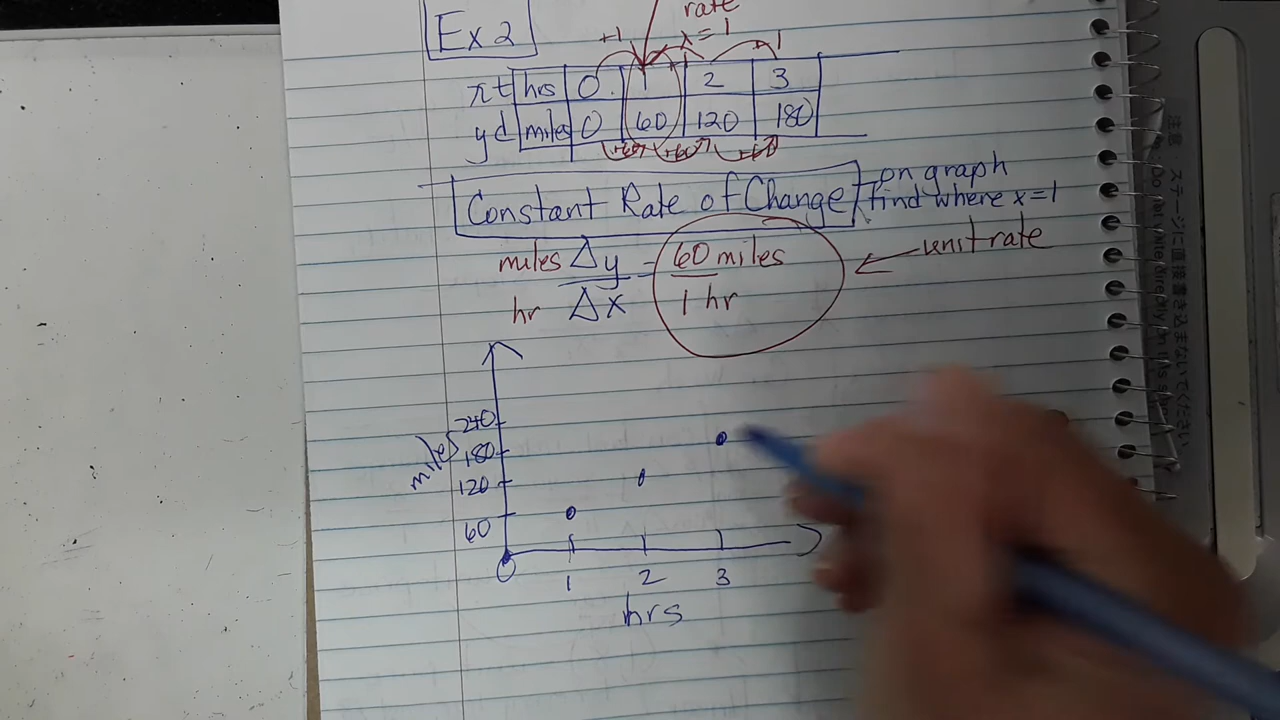 rate
Ex 2
+1 x = 1 +1
x t hrs 0 1 2 3
y d miles 0 60 120 180
+60 +60 +60
Constant Rate of Change
on graph
find where x=1
miles Δy = 60 miles
hr Δx 1 hr
unit rate
240
180
120
60
miles
0 1 2 3
hrs